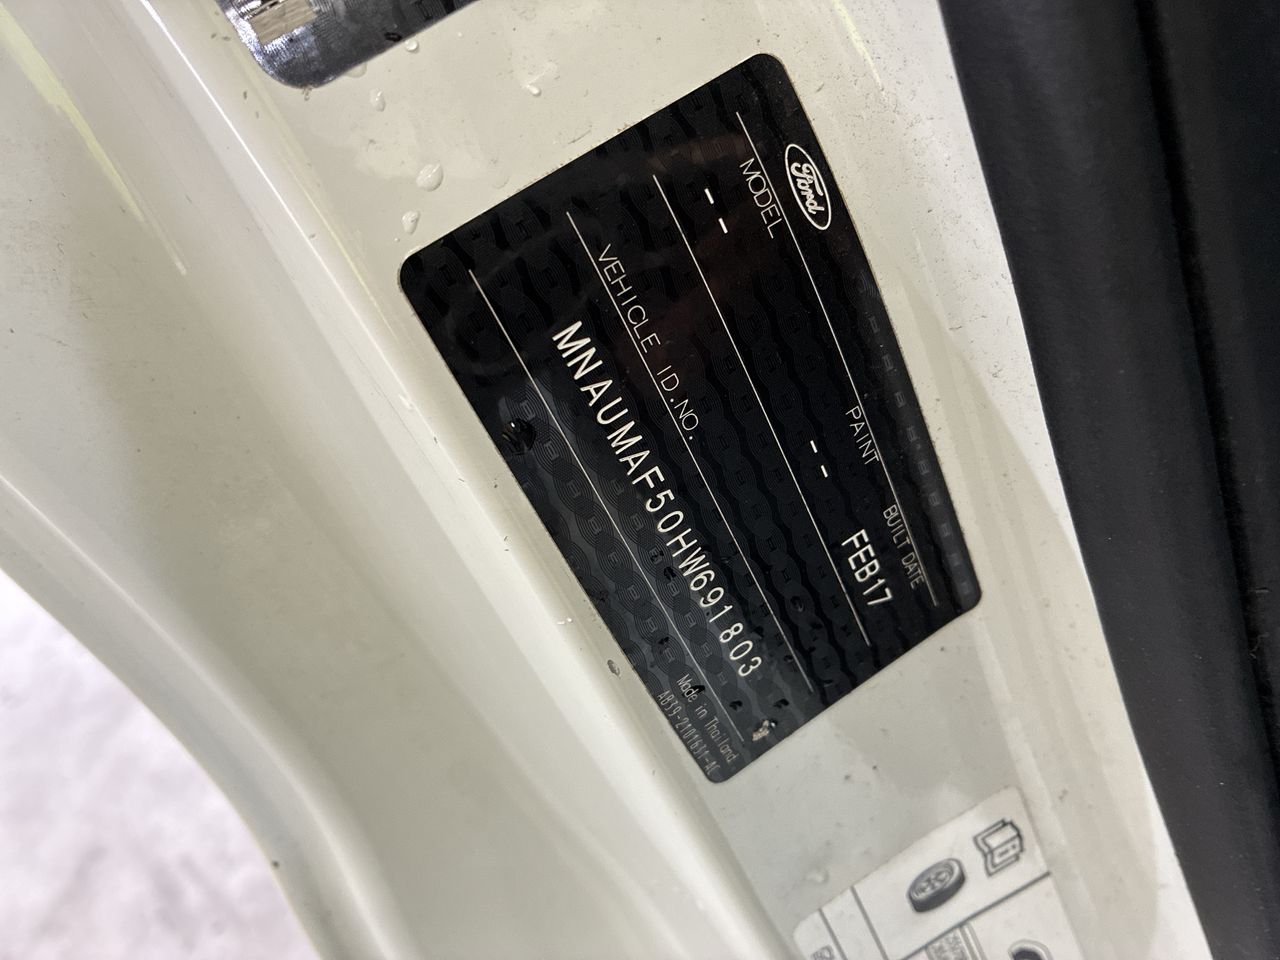 Ford
MODEL PAINT BUILT DATE
-- -- FEB17
VEHICLE ID.NO.
MNAUMAF50HW691803
Made in Thailand